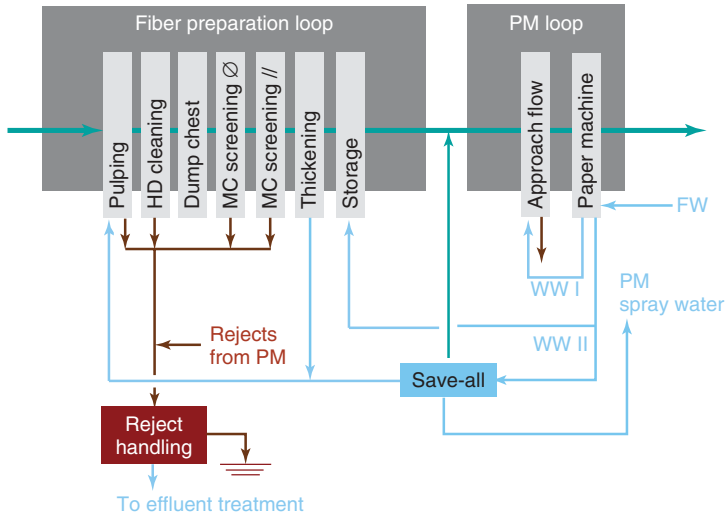 Fiber preparation loop
PM loop
Pulping
HD cleaning
Dump chest
MC screening ∅
MC screening //
Thickening
Storage
Approach flow
Paper machine
FW
WW I
PM
spray water
WW II
Rejects
from PM
Save-all
Reject
handling
To effluent treatment